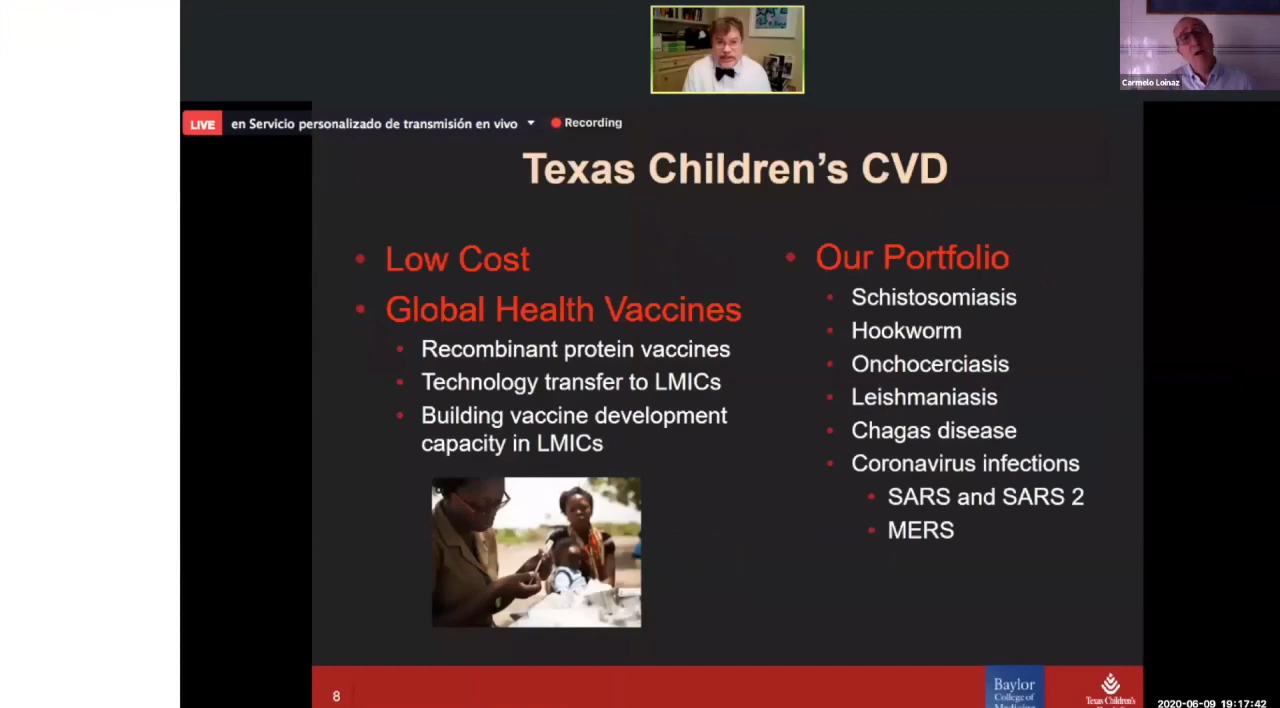 Carmelo Loinaz
LIVE en Servicio personalizado de transmisión en vivo Recording
Texas Children's CVD
• Low Cost
• Global Health Vaccines
• Recombinant protein vaccines
• Technology transfer to LMICs
• Building vaccine development
capacity in LMICs
• Our Portfolio
• Schistosomiasis
• Hookworm
• Onchocerciasis
• Leishmaniasis
• Chagas disease
• Coronavirus infections
• SARS and SARS 2
• MERS
8
Baylor
College of
Texas Children's
2020-06-09 19:17:42